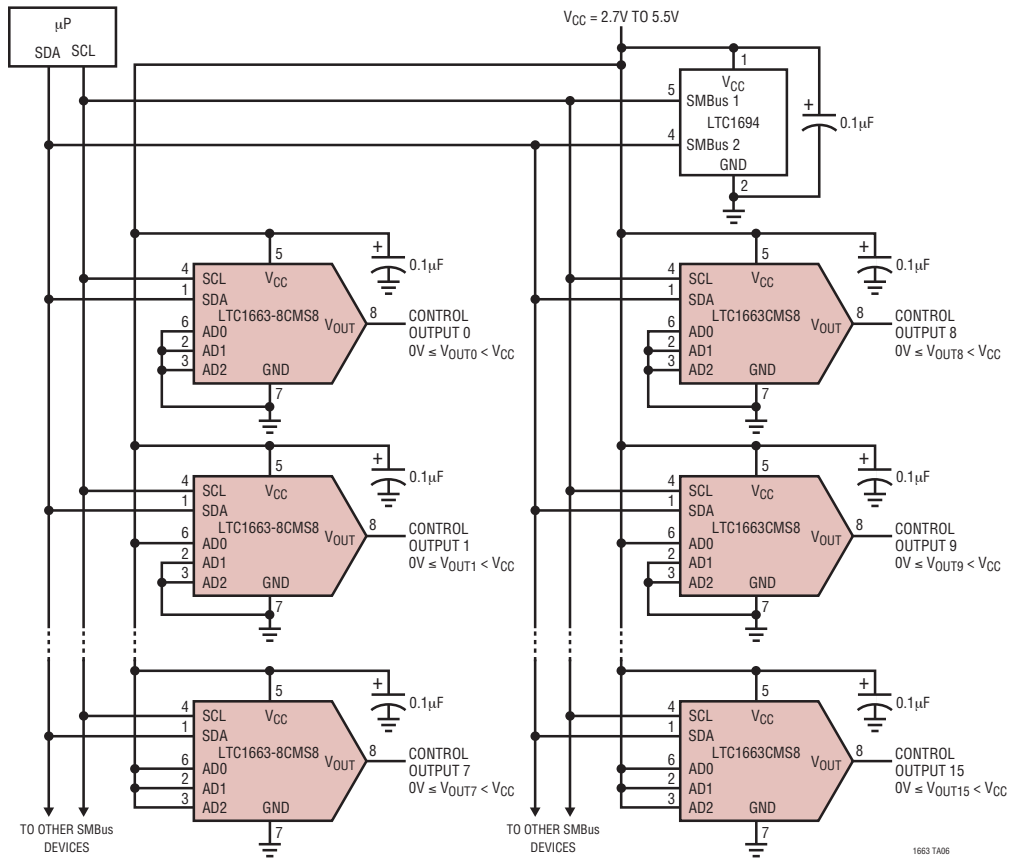 µP
SDA SCL
VCC = 2.7V TO 5.5V
1
VCC
5
SMBus 1
LTC1694
4
SMBus 2
GND
2
+
0.1µF
5
+
0.1µF
4
SCL
VCC
1
SDA
LTC1663-8CMS8
6
AD0
VOUT
8
2
AD1
3
AD2
GND
7
CONTROL
OUTPUT 0
0V ≤ VOUT0 < VCC
5
+
0.1µF
4
SCL
VCC
1
SDA
LTC1663CMS8
6
AD0
VOUT
8
2
AD1
3
AD2
GND
7
CONTROL
OUTPUT 8
0V ≤ VOUT8 < VCC
5
+
0.1µF
4
SCL
VCC
1
SDA
LTC1663-8CMS8
6
AD0
VOUT
8
2
AD1
3
AD2
GND
7
CONTROL
OUTPUT 1
0V ≤ VOUT1 < VCC
5
+
0.1µF
4
SCL
VCC
1
SDA
LTC1663CMS8
6
AD0
VOUT
8
2
AD1
3
AD2
GND
7
CONTROL
OUTPUT 9
0V ≤ VOUT9 < VCC
5
+
0.1µF
4
SCL
VCC
1
SDA
LTC1663-8CMS8
6
AD0
VOUT
8
2
AD1
3
AD2
GND
7
CONTROL
OUTPUT 7
0V ≤ VOUT7 < VCC
5
+
0.1µF
4
SCL
VCC
1
SDA
LTC1663CMS8
6
AD0
VOUT
8
2
AD1
3
AD2
GND
7
CONTROL
OUTPUT 15
0V ≤ VOUT15 < VCC
TO OTHER SMBus
DEVICES
TO OTHER SMBus
DEVICES
1663 TA06